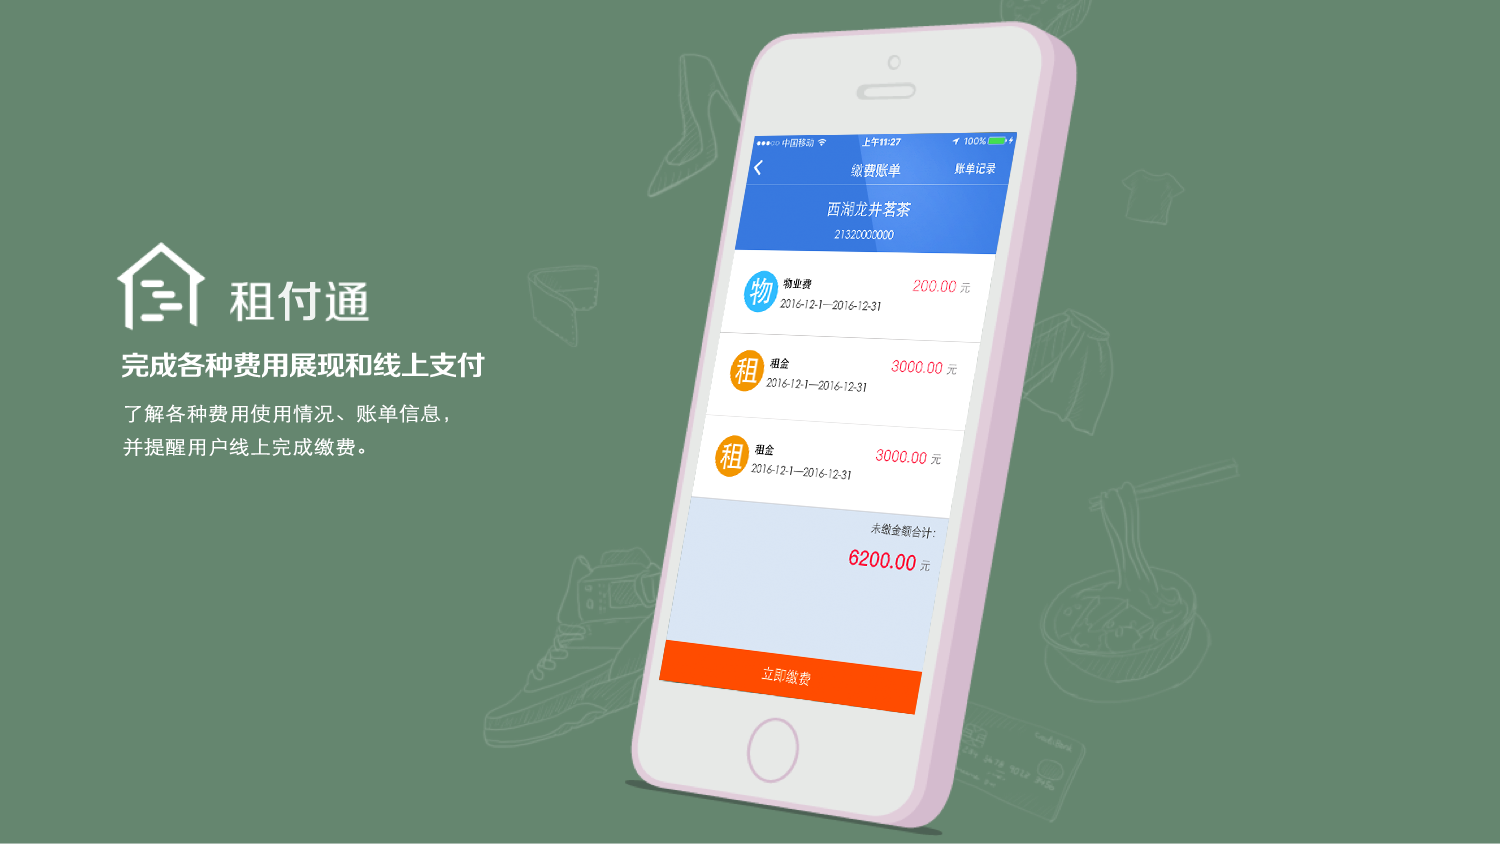 租付通
完成各种费用展现和线上支付
了解各种费用使用情况、账单信息，
并提醒用户线上完成缴费。
中国移动 上午11:27 100%
缴费账单 账单记录
西湖龙井茗茶
21320000000
物 物业费 200.00 元
2016-12-1—2016-12-31
租 租金 3000.00 元
2016-12-1—2016-12-31
租 租金 3000.00 元
2016-12-1—2016-12-31
未缴金额合计：
6200.00 元
立即缴费